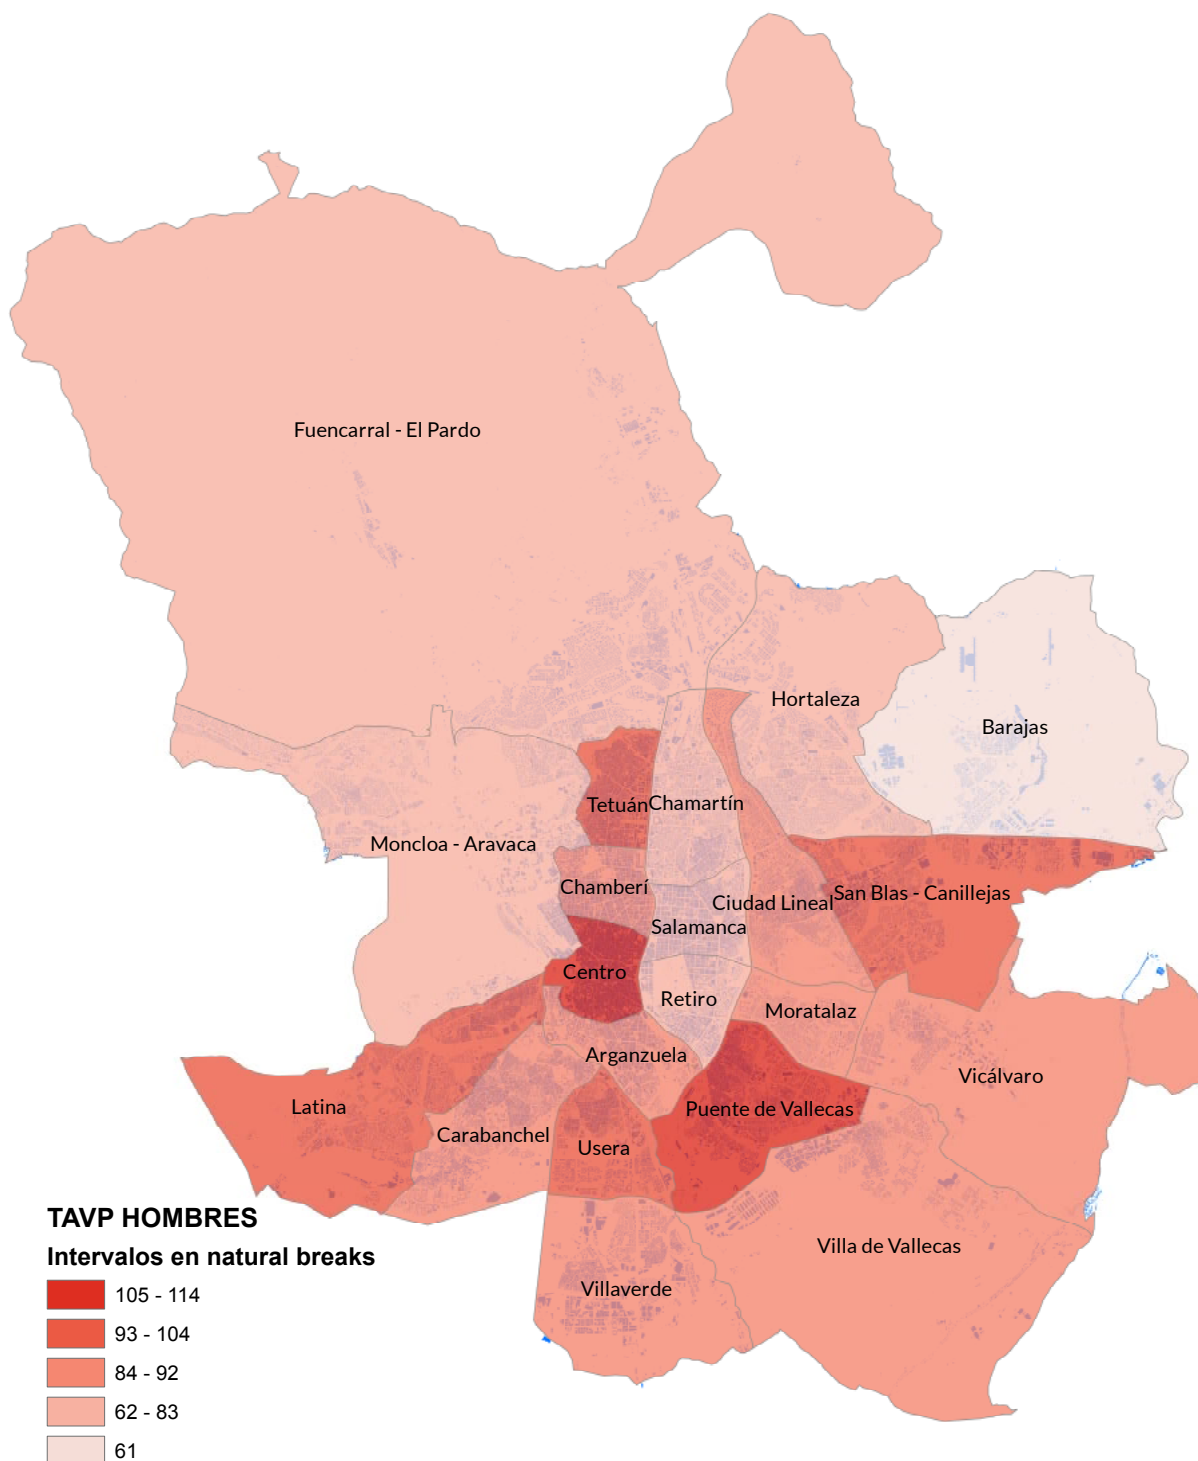 Fuencarral - El Pardo
Hortaleza
Barajas
Tetuán
Chamartín
Moncloa - Aravaca
Chamberí
San Blas - Canillejas
Ciudad Lineal
Salamanca
Centro
Retiro
Moratalaz
Arganzuela
Vicálvaro
Latina
Puente de Vallecas
Carabanchel
Usera
Villa de Vallecas
Villaverde
TAVP HOMBRES
Intervalos en natural breaks
105 - 114
93 - 104
84 - 92
62 - 83
61